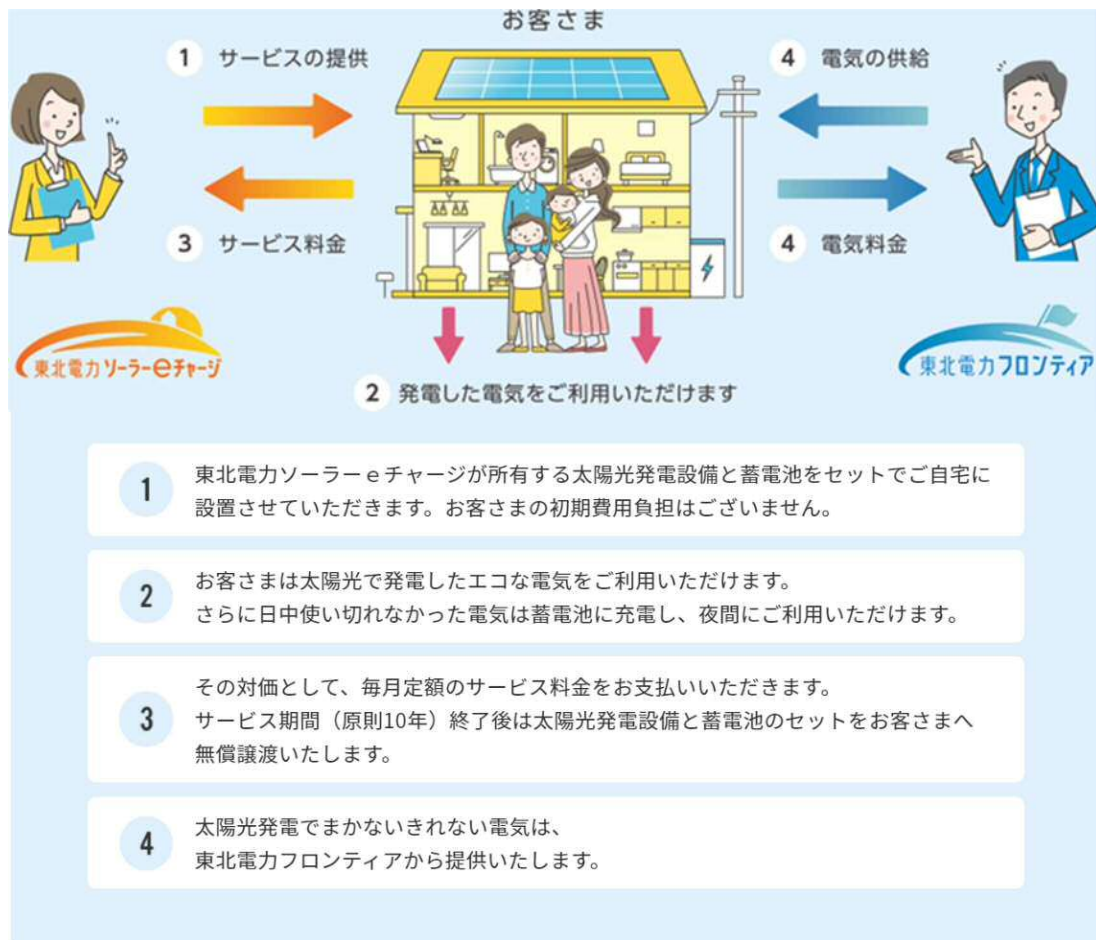 お客さま
1 サービスの提供
4 電気の供給
3 サービス料金
4 電気料金
東北電力ソーラーeチャージ
東北電力フロンティア
2 発電した電気をご利用いただけます
1
東北電力ソーラーeチャージが所有する太陽光発電設備と蓄電池をセットでご自宅に
設置させていただきます。お客さまの初期費用負担はございません。
2
お客さまは太陽光で発電したエコな電気をご利用いただけます。
さらに日中使い切れなかった電気は蓄電池に充電し、夜間にご利用いただけます。
3
その対価として、毎月定額のサービス料金をお支払いいただきます。
サービス期間（原則10年）終了後は太陽光発電設備と蓄電池のセットをお客さまへ
無償譲渡いたします。
4
太陽光発電でまかないきれない電気は、
東北電力フロンティアから提供いたします。